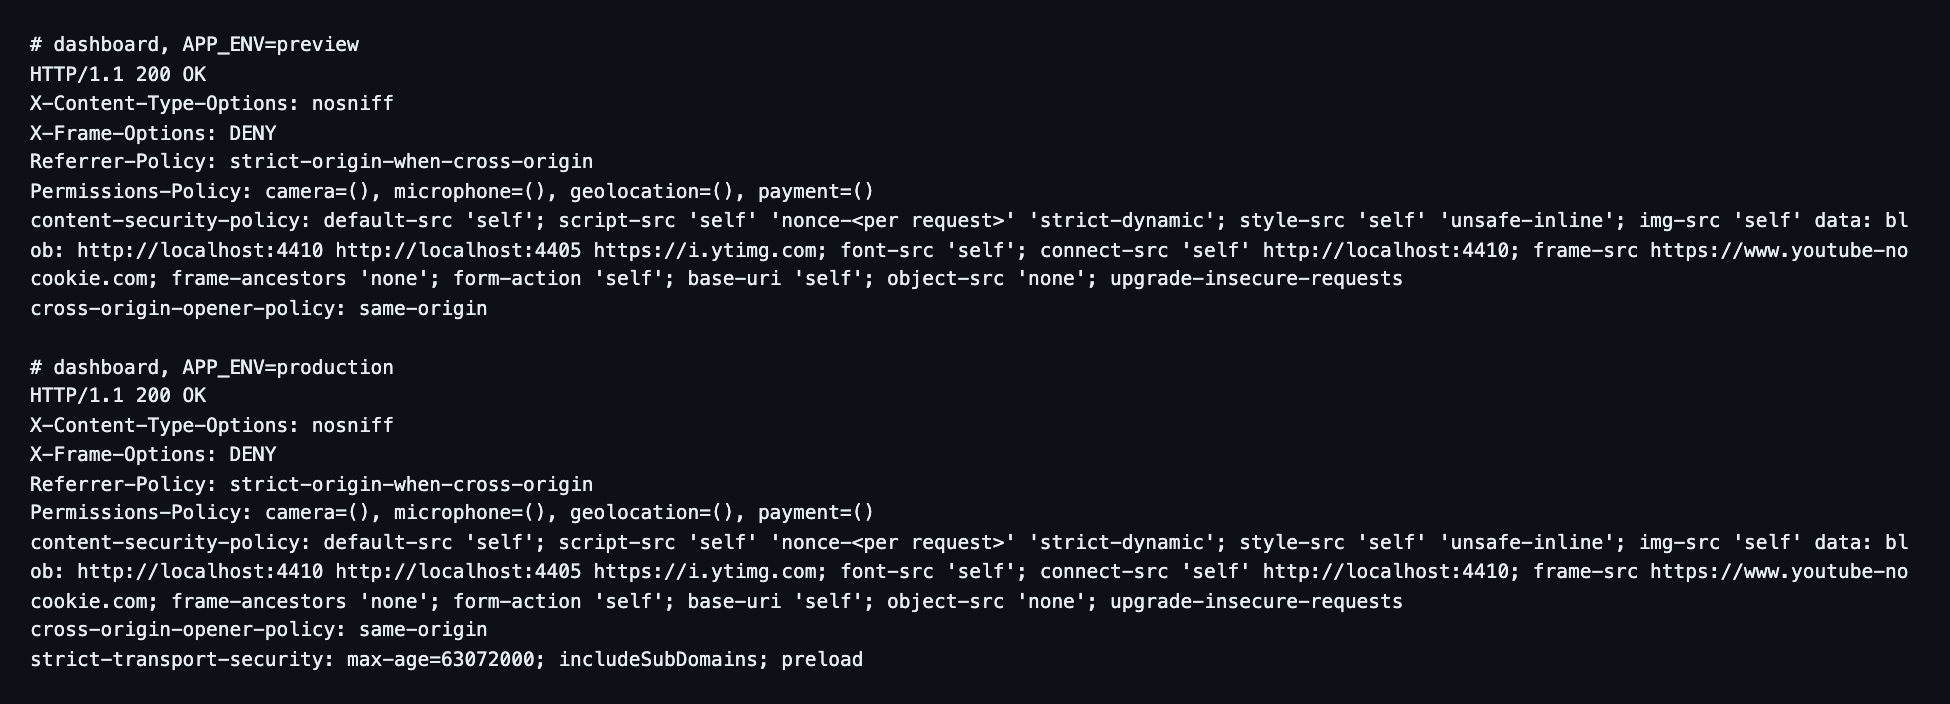 # dashboard, APP_ENV=preview
HTTP/1.1 200 OK
X-Content-Type-Options: nosniff
X-Frame-Options: DENY
Referrer-Policy: strict-origin-when-cross-origin
Permissions-Policy: camera=(), microphone=(), geolocation=(), payment=()
content-security-policy: default-src 'self'; script-src 'self' 'nonce-<per request>' 'strict-dynamic'; style-src 'self' 'unsafe-inline'; img-src 'self' data: bl
ob: http://localhost:4410 http://localhost:4405 https://i.ytimg.com; font-src 'self'; connect-src 'self' http://localhost:4410; frame-src https://www.youtube-no
cookie.com; frame-ancestors 'none'; form-action 'self'; base-uri 'self'; object-src 'none'; upgrade-insecure-requests
cross-origin-opener-policy: same-origin

# dashboard, APP_ENV=production
HTTP/1.1 200 OK
X-Content-Type-Options: nosniff
X-Frame-Options: DENY
Referrer-Policy: strict-origin-when-cross-origin
Permissions-Policy: camera=(), microphone=(), geolocation=(), payment=()
content-security-policy: default-src 'self'; script-src 'self' 'nonce-<per request>' 'strict-dynamic'; style-src 'self' 'unsafe-inline'; img-src 'self' data: bl
ob: http://localhost:4410 http://localhost:4405 https://i.ytimg.com; font-src 'self'; connect-src 'self' http://localhost:4410; frame-src https://www.youtube-no
cookie.com; frame-ancestors 'none'; form-action 'self'; base-uri 'self'; object-src 'none'; upgrade-insecure-requests
cross-origin-opener-policy: same-origin
strict-transport-security: max-age=63072000; includeSubDomains; preload